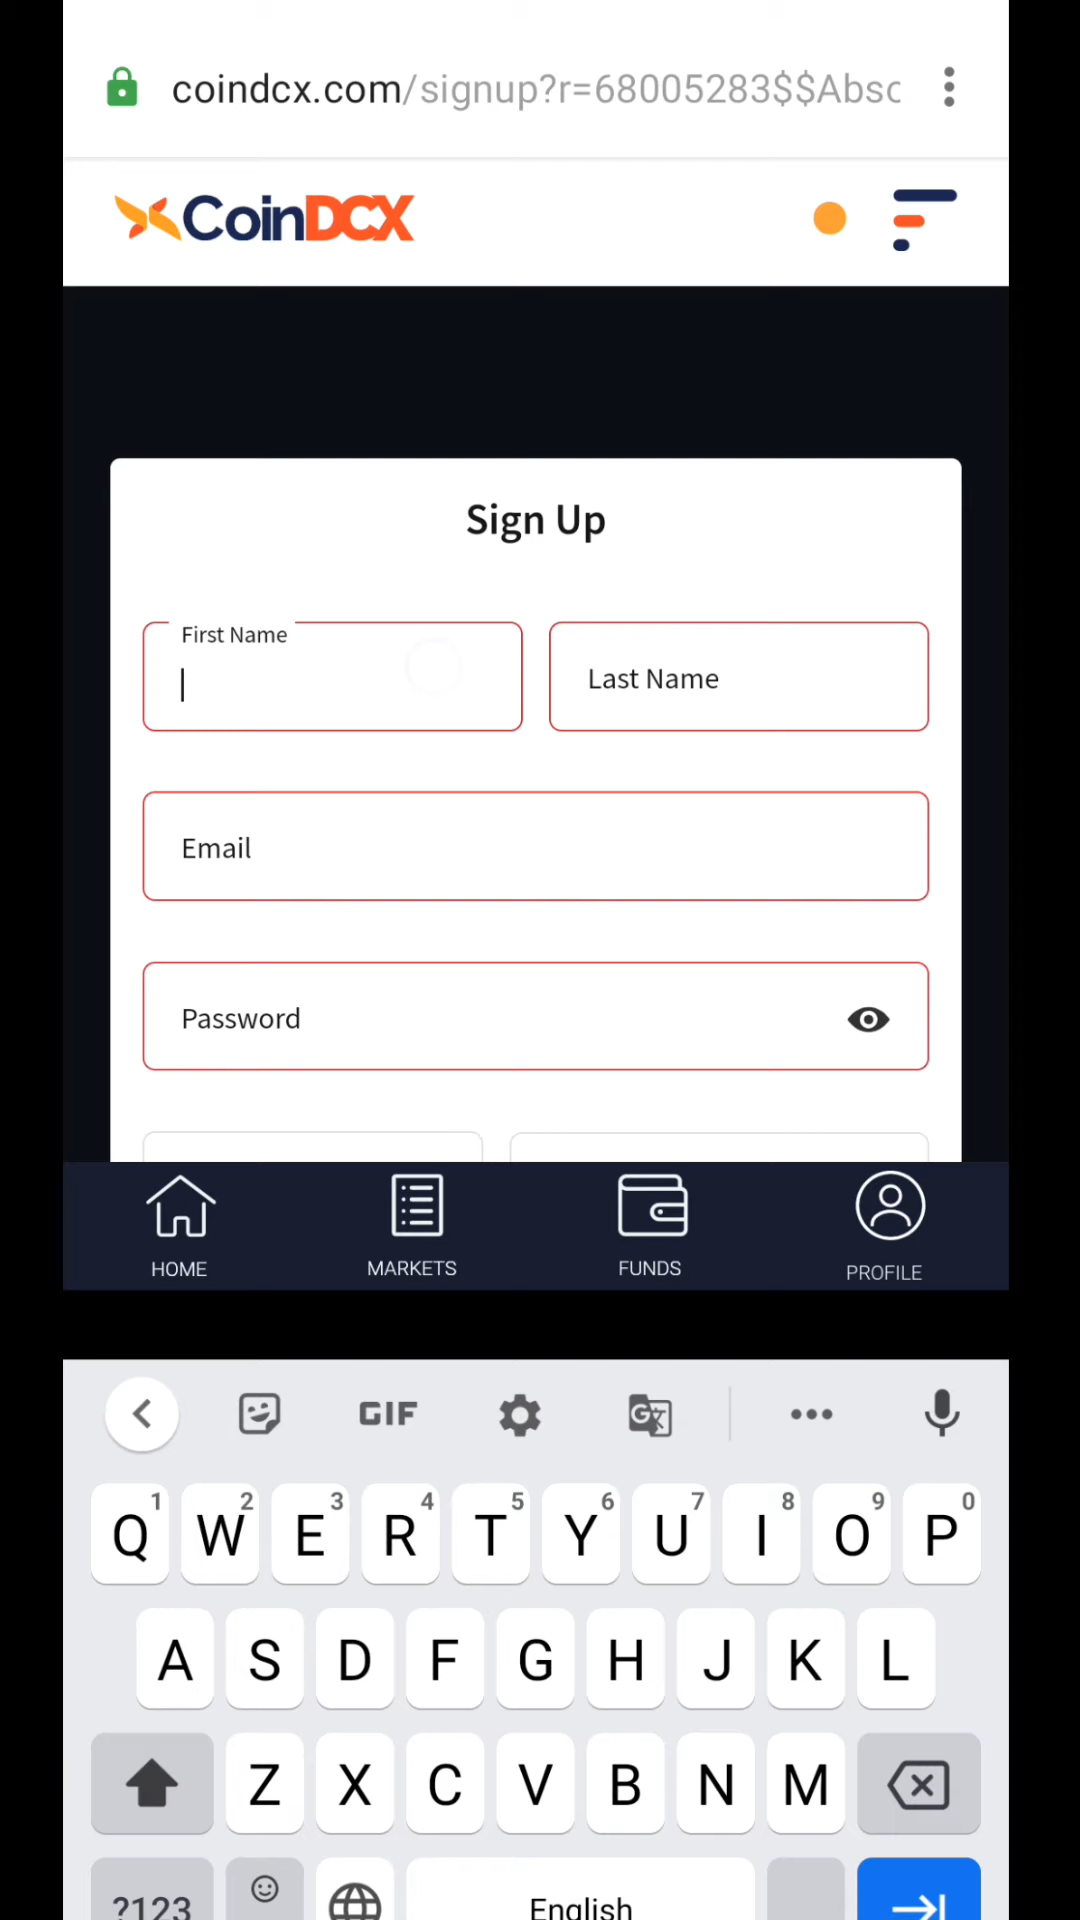 coindcx.com/signup?r=68005283$$Absc
CoinDCX
Sign Up
First Name
Last Name
Email
Password
HOME MARKETS FUNDS PROFILE
GIF G
1 2 3 4 5 6 7 8 9 0
Q W E R T Y U I O P
A S D F G H J K L
Z X C V B N M
?123 English